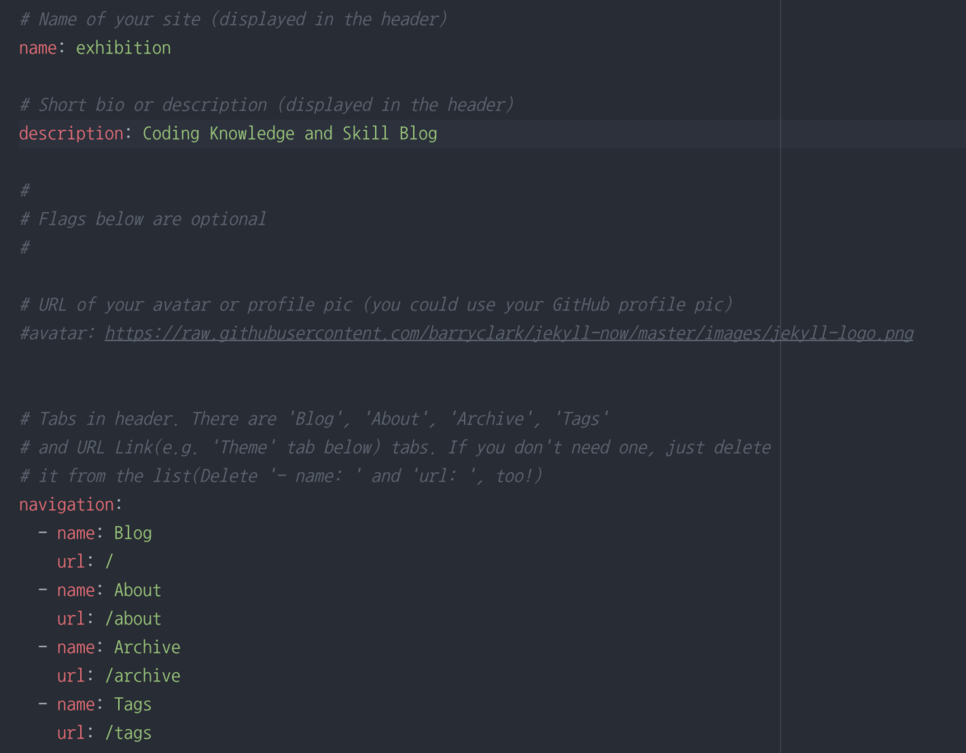 # Name of your site (displayed in the header)
name: exhibition
# Short bio or description (displayed in the header)
description: Coding Knowledge and Skill Blog
#
# Flags below are optional
#
# URL of your avatar or profile pic (you could use your GitHub profile pic)
#avatar: https://raw.githubusercontent.com/barryclark/jekyll-now/master/images/jekyll-logo.png
# Tabs in header. There are 'Blog', 'About', 'Archive', 'Tags'
# and URL Link(e.g. 'Theme' tab below) tabs. If you don't need one, just delete
# it from the list(Delete '- name: ' and 'url: ', too!)
navigation:
  - name: Blog
    url: /
  - name: About
    url: /about
  - name: Archive
    url: /archive
  - name: Tags
    url: /tags